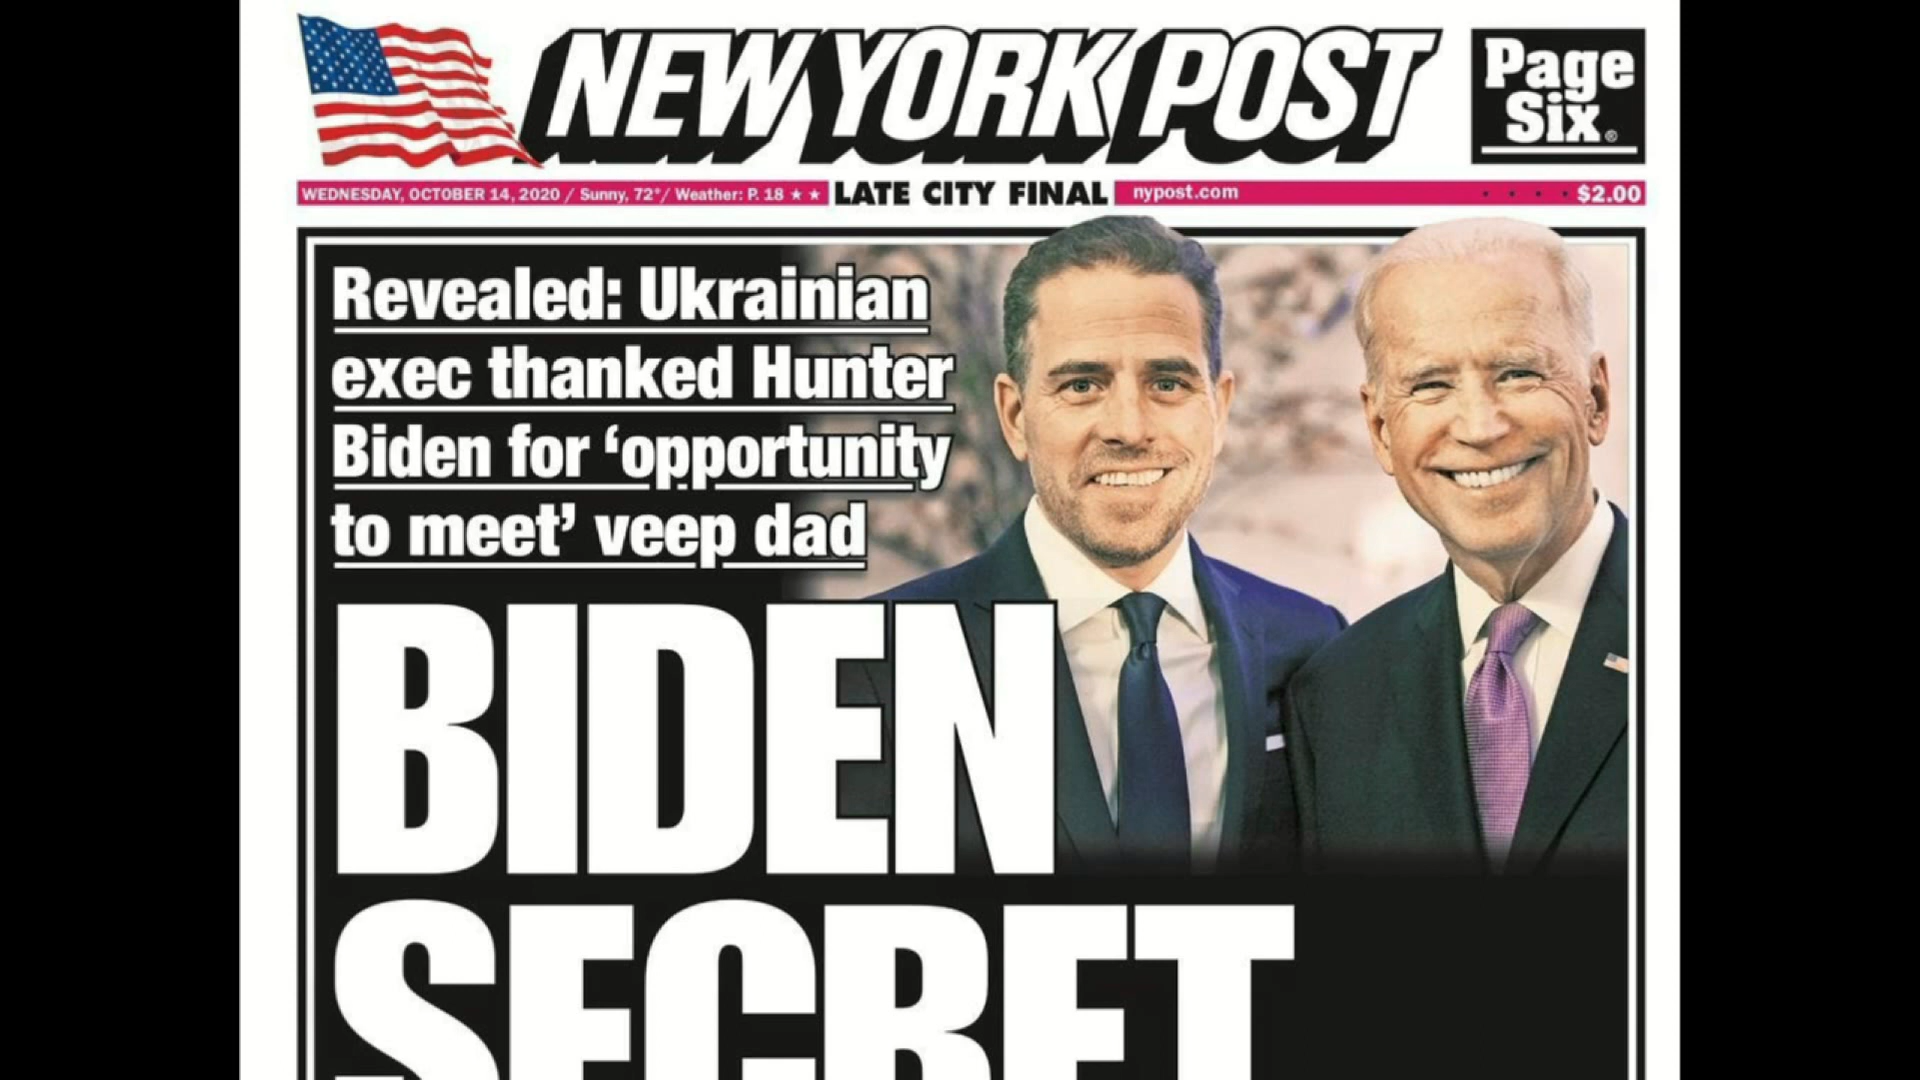 NEW YORK POST
Page
Six®
WEDNESDAY, OCTOBER 14, 2020 / Sunny, 72°/ Weather: P. 18 ★ ★ LATE CITY FINAL nypost.com $2.00
Revealed: Ukrainian
exec thanked Hunter
Biden for ‘opportunity
to meet’ veep dad
BIDEN
SECRET